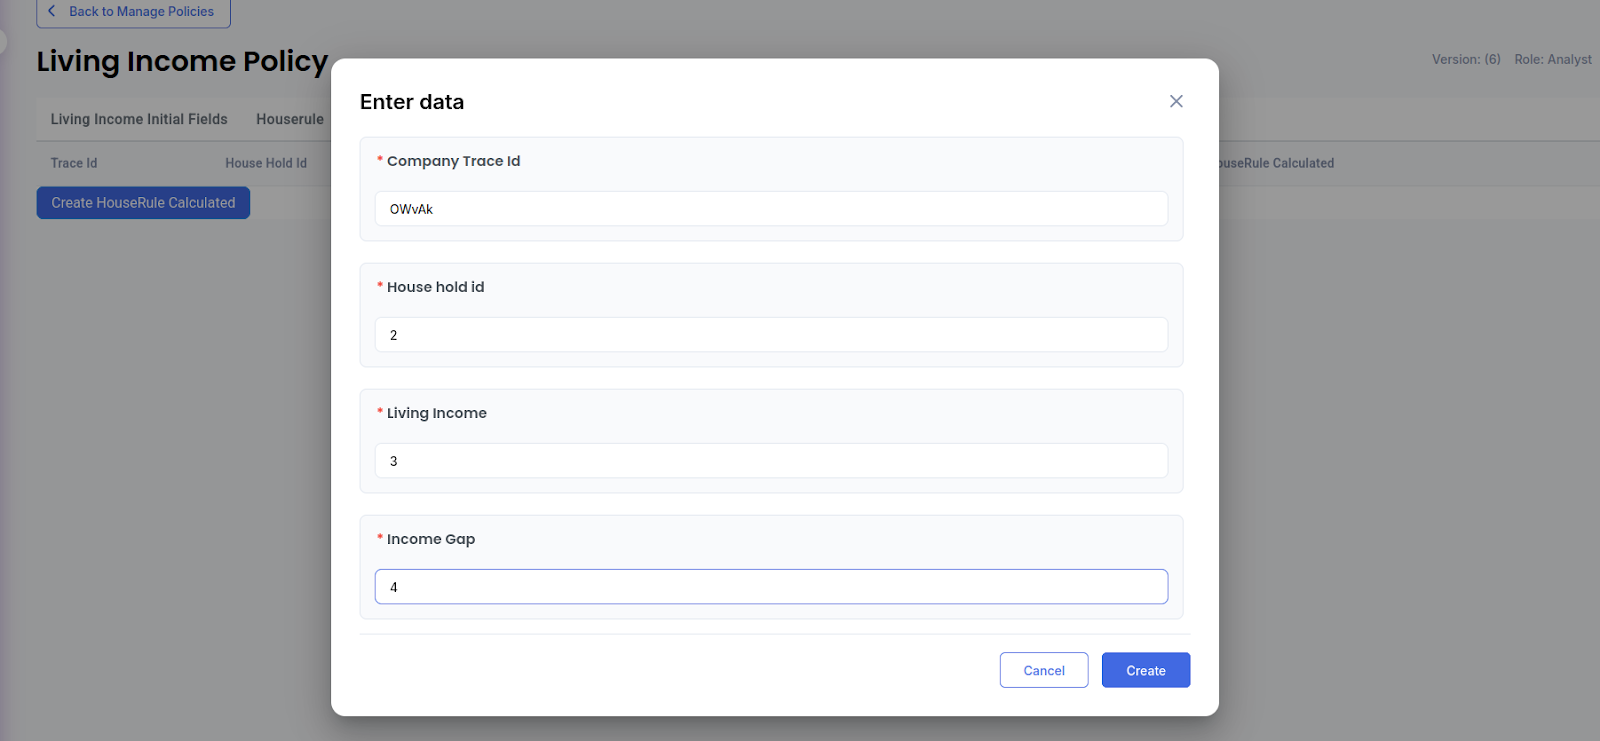 Back to Manage Policies
Living Income Policy
Version: (6) Role: Analyst
Living Income Initial Fields Houserule
Trace Id House Hold Id ouseRule Calculated
Create HouseRule Calculated
Enter data
* Company Trace Id
OWvAk
* House hold id
2
* Living Income
3
* Income Gap
4
Cancel Create